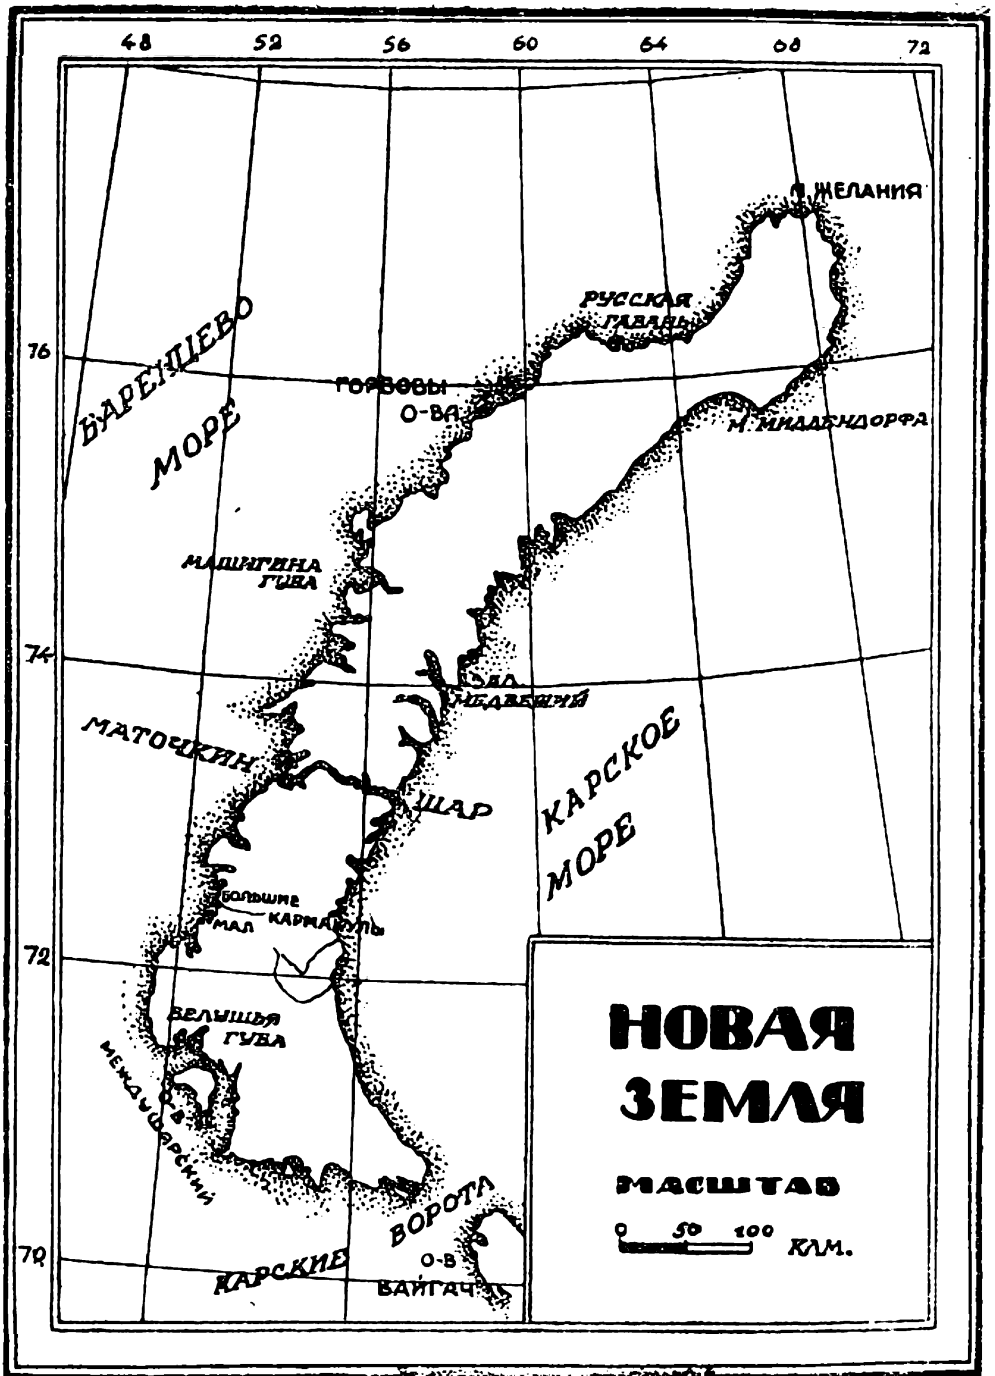 48 52 56 60 64 68 72
М. ЖЕЛАНИЯ
РУССКАЯ
ГАВАНЬ
БАРЕНЦЕВО
МОРЕ
76
ГОРБОВЫ
О-ВА
М. МИДДЕНДОРФА
МАШИГИНА
ГУБА
74
ЗАЛ.
МЕДВЕЖИЙ
МАТОЧКИН
ШАР
КАРСКОЕ
МОРЕ
БОЛЬШИЕ
КАРМАКУЛЫ
МАЛ
72
БЕЛУШЬЯ
ГУБА
МЕЖДУШАРСКИЙ
О-В
НОВАЯ
ЗЕМЛЯ
МАСШТАБ
0 50 100 КЛМ.
ВОРОТА
КАРСКИЕ
70
О-В
ВАЙГАЧ